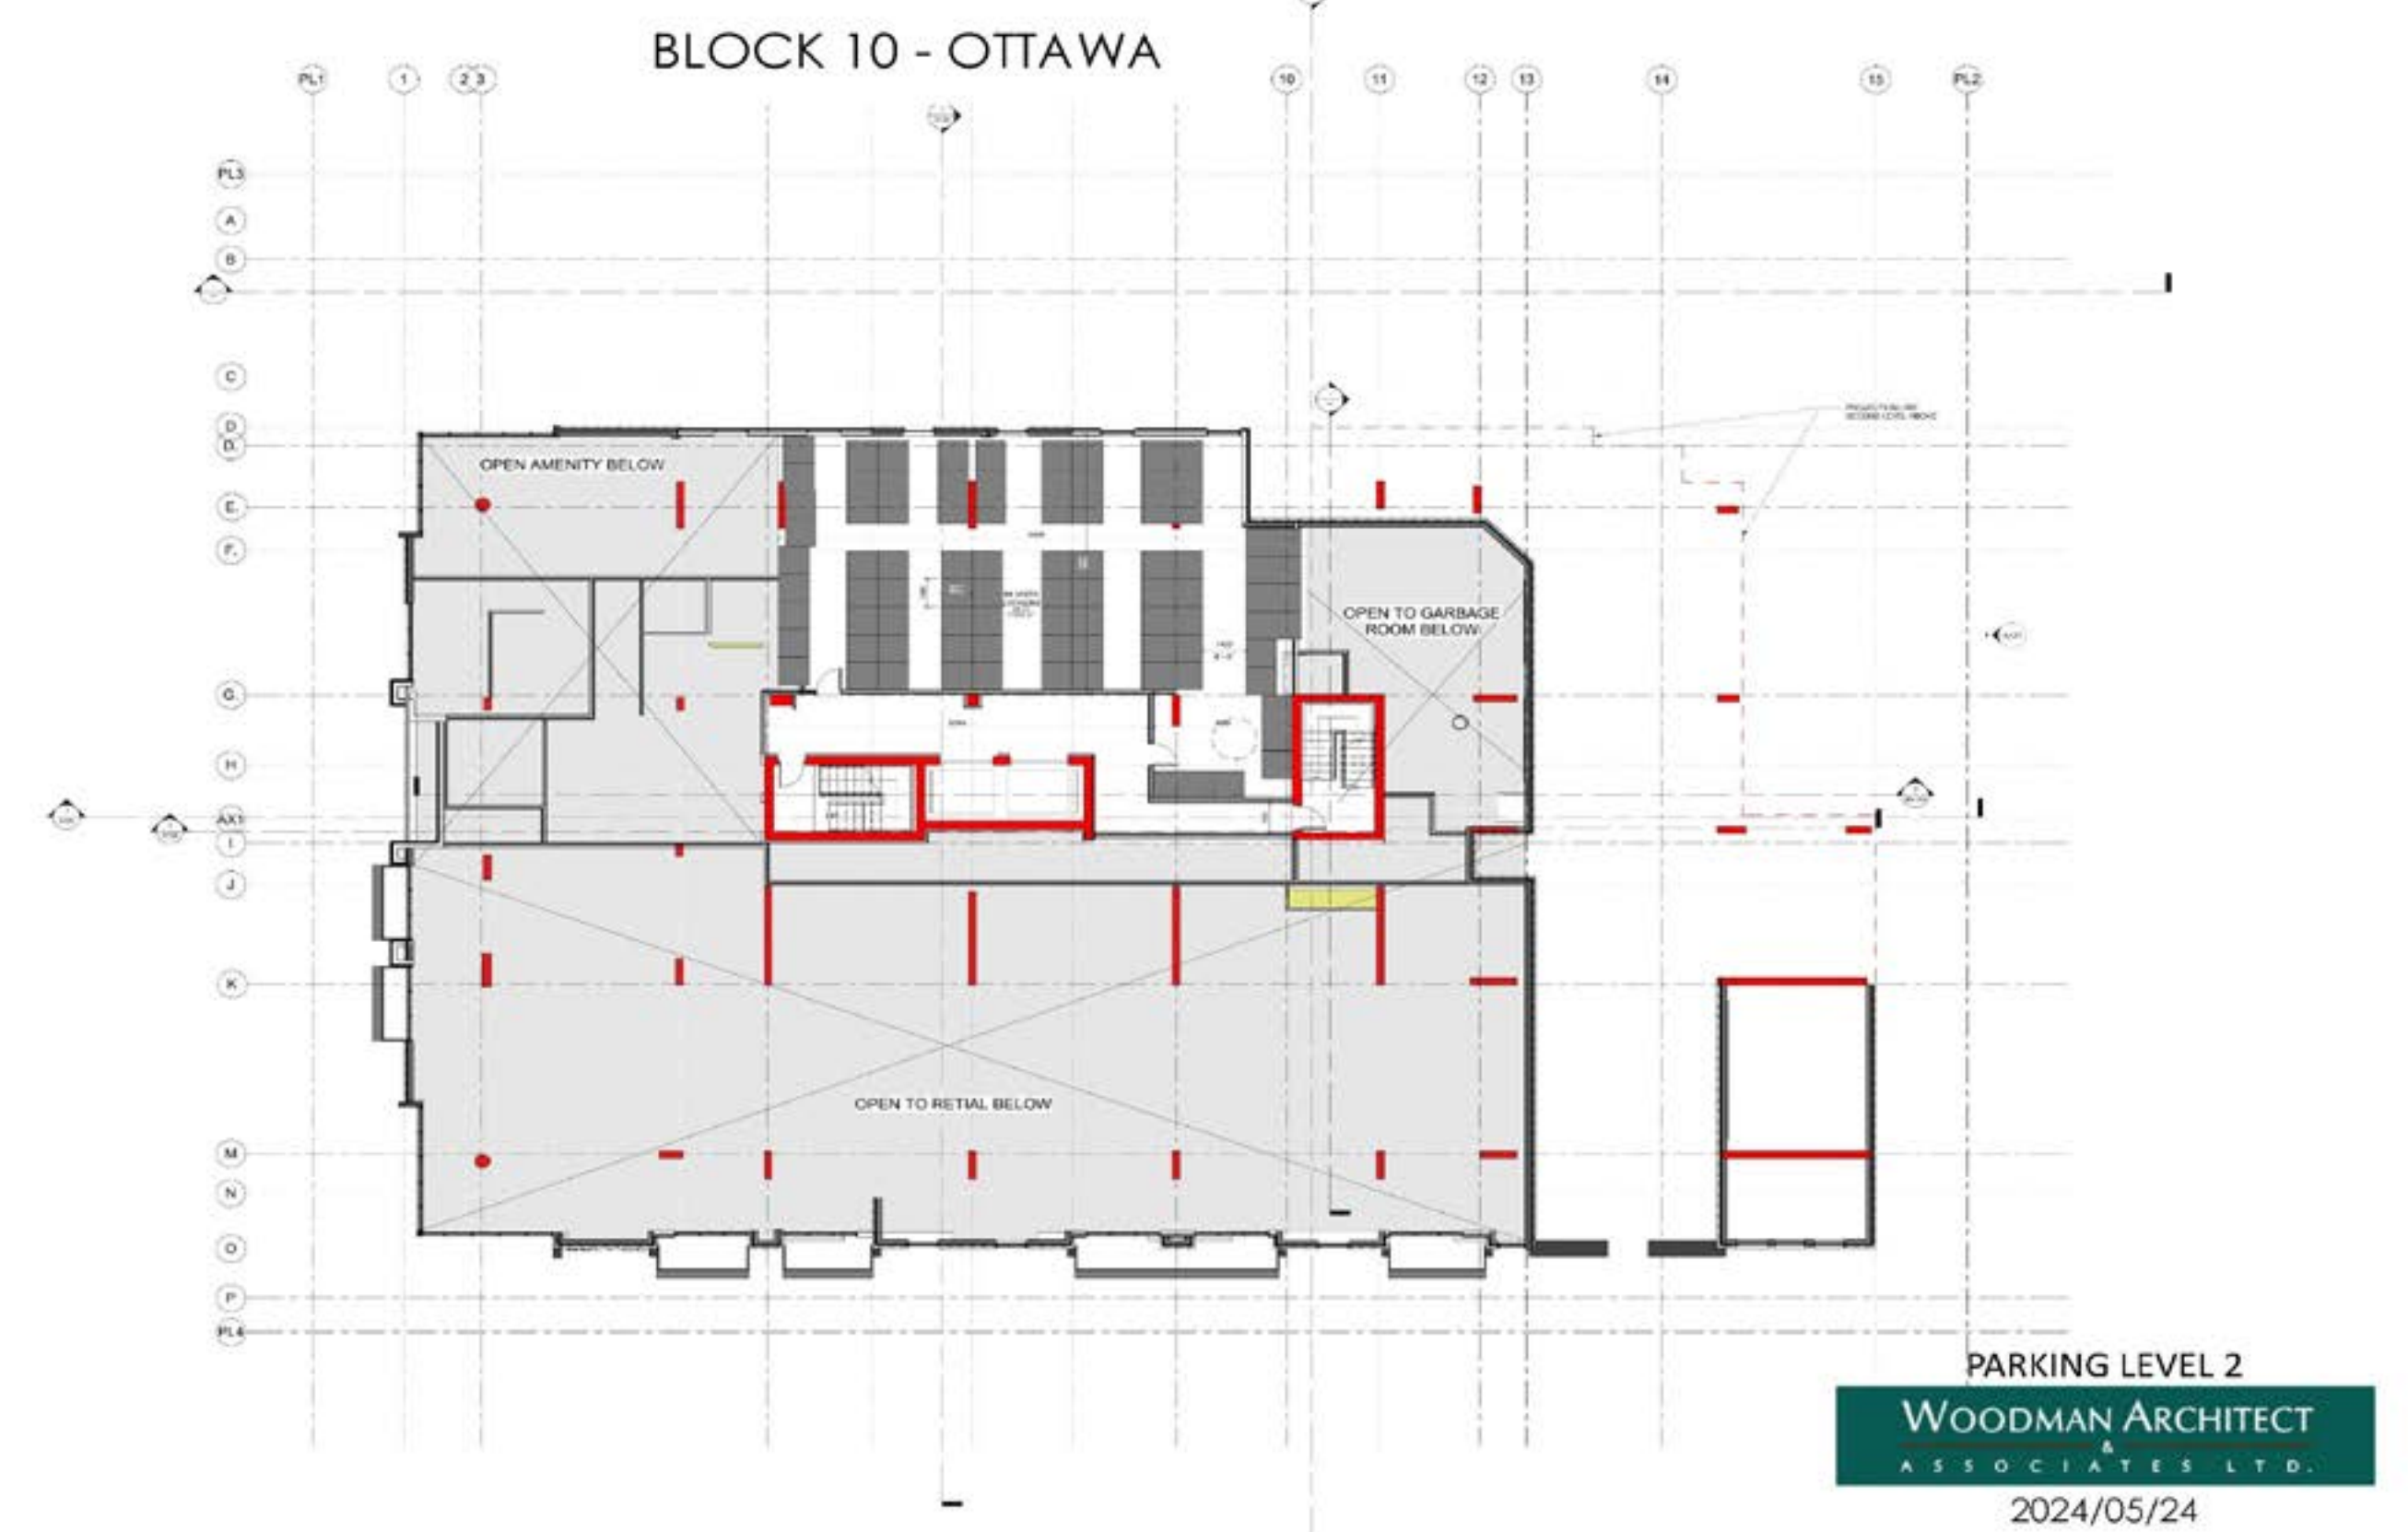 BLOCK 10 - OTTAWA
PL1
1
2
3
10
11
12
13
14
15
PL2
PL3
A
B
C
D
D
OPEN AMENITY BELOW
E
F.
OPEN TO GARBAGE
ROOM BELOW
G
H
AX1
I
J
K
OPEN TO RETIAL BELOW
M
N
O
P
PL4
PARKING LEVEL 2
WOODMAN ARCHITECT
&
ASSOCIATES LTD.
2024/05/24